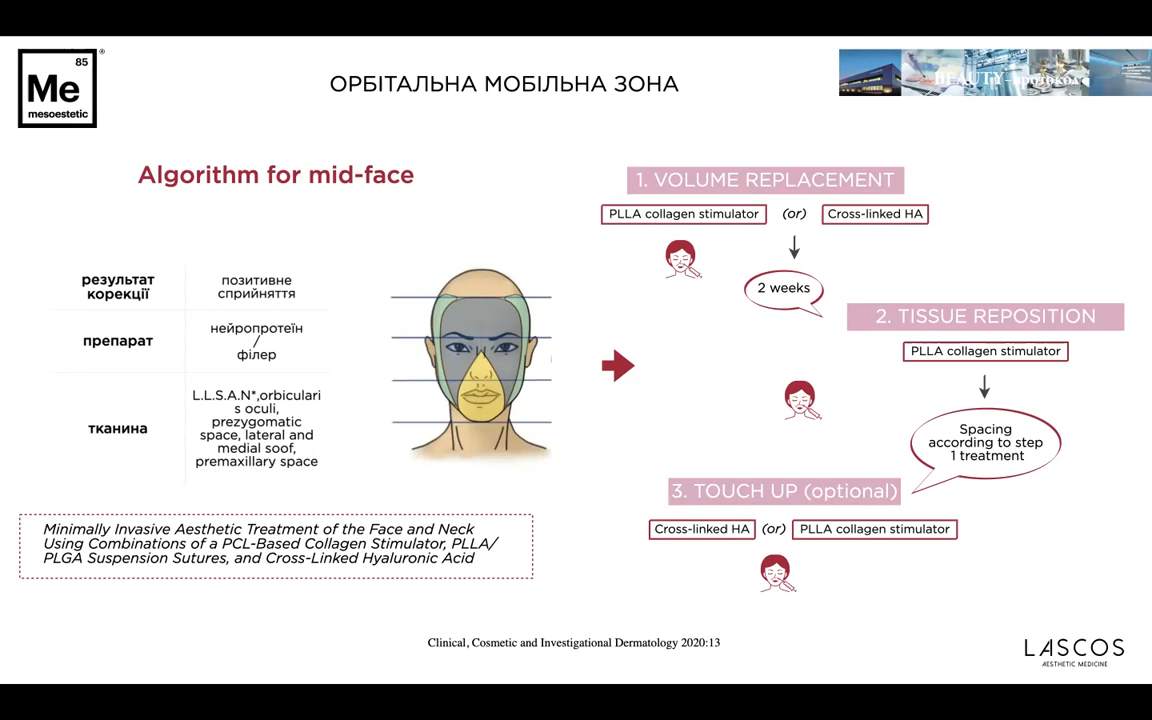 85
Me
mesoestetic
®
ОРБІТАЛЬНА МОБІЛЬНА ЗОНА
BEAUTY-протокол
Algorithm for mid-face
результат
корекції
позитивне
сприйняття
препарат
нейропротеїн
/
філер
тканина
L.L.S.A.N*,orbiculari
s oculi,
prezygomatic
space, lateral and
medial soof,
premaxillary space
Minimally Invasive Aesthetic Treatment of the Face and Neck
Using Combinations of a PCL-Based Collagen Stimulator, PLLA/
PLGA Suspension Sutures, and Cross-Linked Hyaluronic Acid
1. VOLUME REPLACEMENT
PLLA collagen stimulator (or) Cross-linked HA
2 weeks
2. TISSUE REPOSITION
PLLA collagen stimulator
Spacing
according to step
1 treatment
3. TOUCH UP (optional)
Cross-linked HA (or) PLLA collagen stimulator
Clinical, Cosmetic and Investigational Dermatology 2020:13
LASCOS
AESTHETIC MEDICINE